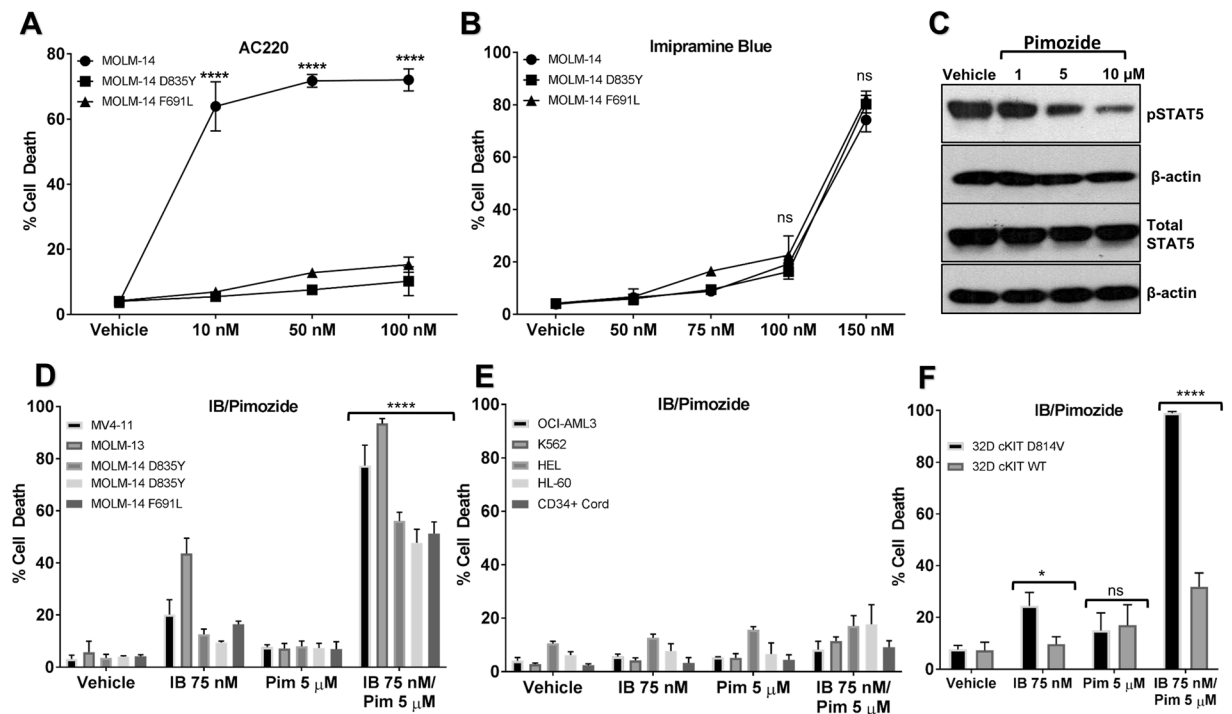 A
AC220
MOLM-14
MOLM-14 D835Y
MOLM-14 F691L
****
****
****
% Cell Death
80
60
40
20
0
Vehicle 10 nM 50 nM 100 nM
B
Imipramine Blue
MOLM-14
MOLM-14 D835Y
MOLM-14 F691L
ns
ns
% Cell Death
100
80
60
40
20
0
Vehicle 50 nM 75 nM 100 nM 150 nM
C
Pimozide
Vehicle 1 5 10 µM
pSTAT5
β-actin
Total
STAT5
β-actin
D
IB/Pimozide
MV4-11
MOLM-13
MOLM-14 D835Y
MOLM-14 D835Y
MOLM-14 F691L
****
% Cell Death
100
80
60
40
20
0
Vehicle IB 75 nM Pim 5 µM IB 75 nM/
Pim 5 µM
E
IB/Pimozide
OCI-AML3
K562
HEL
HL-60
CD34+ Cord
% Cell Death
100
80
60
40
20
0
Vehicle IB 75 nM Pim 5 µM IB 75 nM/
Pim 5 µM
F
IB/Pimozide
32D cKIT D814V
32D cKIT WT
****
*
ns
% Cell Death
100
80
60
40
20
0
Vehicle IB 75 nM Pim 5 µM IB 75 nM/
Pim 5 µM